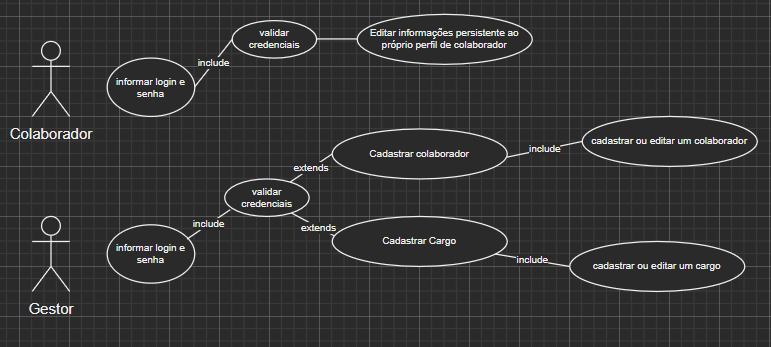 validar
credenciais
Editar informações persistente ao
próprio perfil de colaborador
include
informar login e
senha
Colaborador
Cadastrar colaborador
include
cadastrar ou editar um colaborador
extends
validar
credenciais
include
extends
informar login e
senha
Cadastrar Cargo
include
cadastrar ou editar um cargo
Gestor